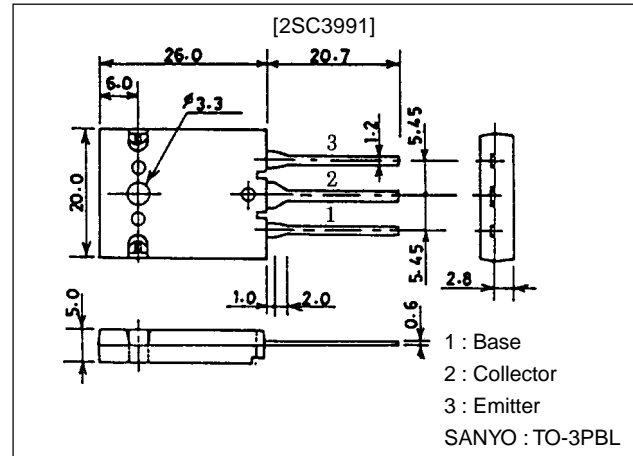 [2SC3991]
26.0
20.7
6.0
φ3.3
1.2
5.45
3
2
1
20.0
5.45
2.8
1.0
2.0
5.0
0.6
1 : Base
2 : Collector
3 : Emitter
SANYO : TO-3PBL